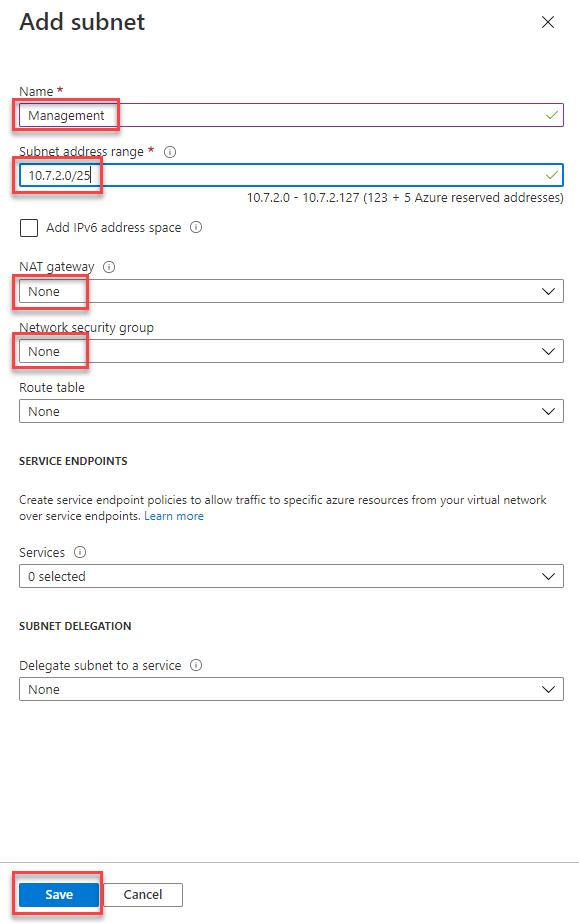 Add subnet
Name *
Management
Subnet address range *
10.7.2.0/25
10.7.2.0 - 10.7.2.127 (123 + 5 Azure reserved addresses)
Add IPv6 address space
NAT gateway
None
Network security group
None
Route table
None
SERVICE ENDPOINTS
Create service endpoint policies to allow traffic to specific azure resources from your virtual network
over service endpoints. Learn more
Services
0 selected
SUBNET DELEGATION
Delegate subnet to a service
None
Save Cancel